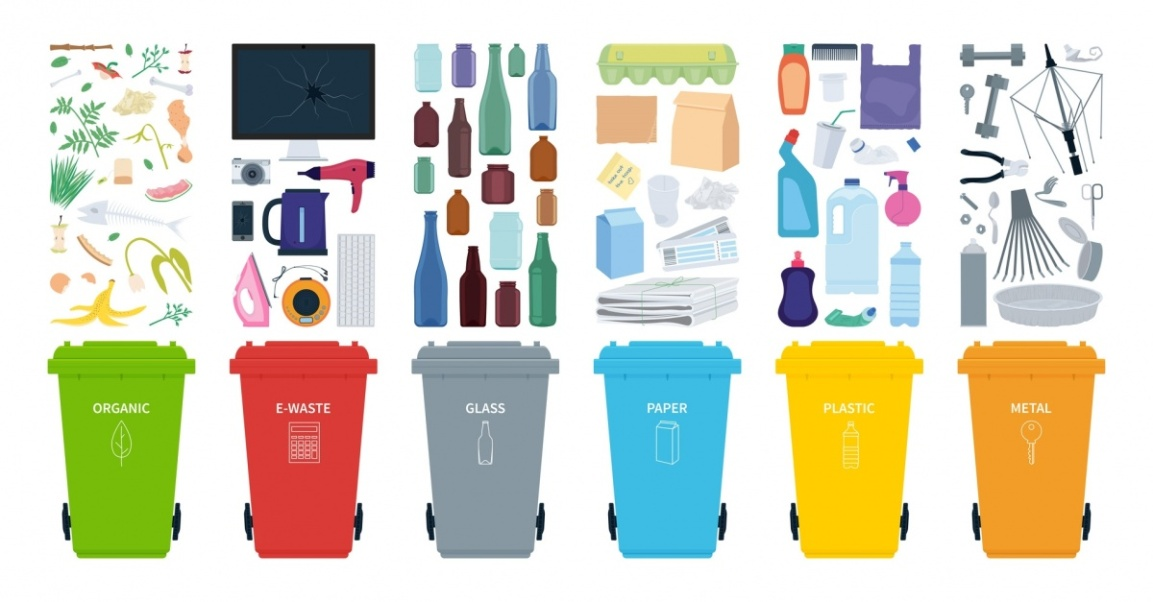 ORGANIC
E-WASTE
GLASS
PAPER
PLASTIC
METAL